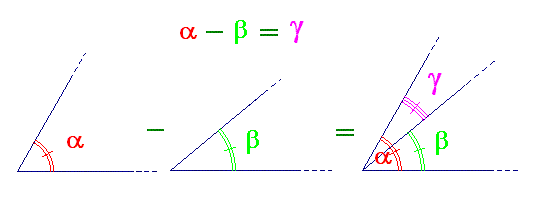 α − β = γ
α − β = γ α β